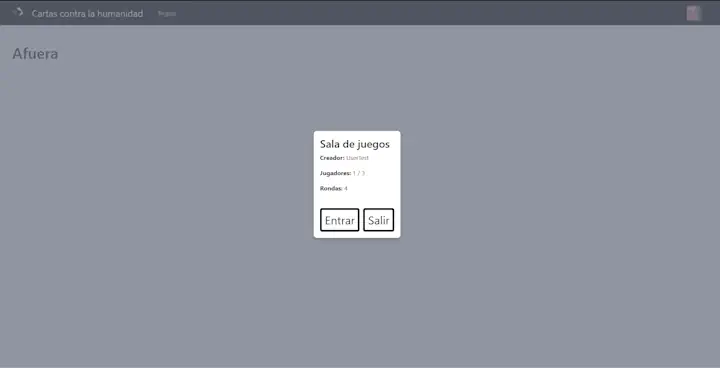 Cartas contra la humanidad
Reglas
Afuera
Sala de juegos
Creador: UserTest
Jugadores: 1 / 3
Rondas: 4
Entrar Salir